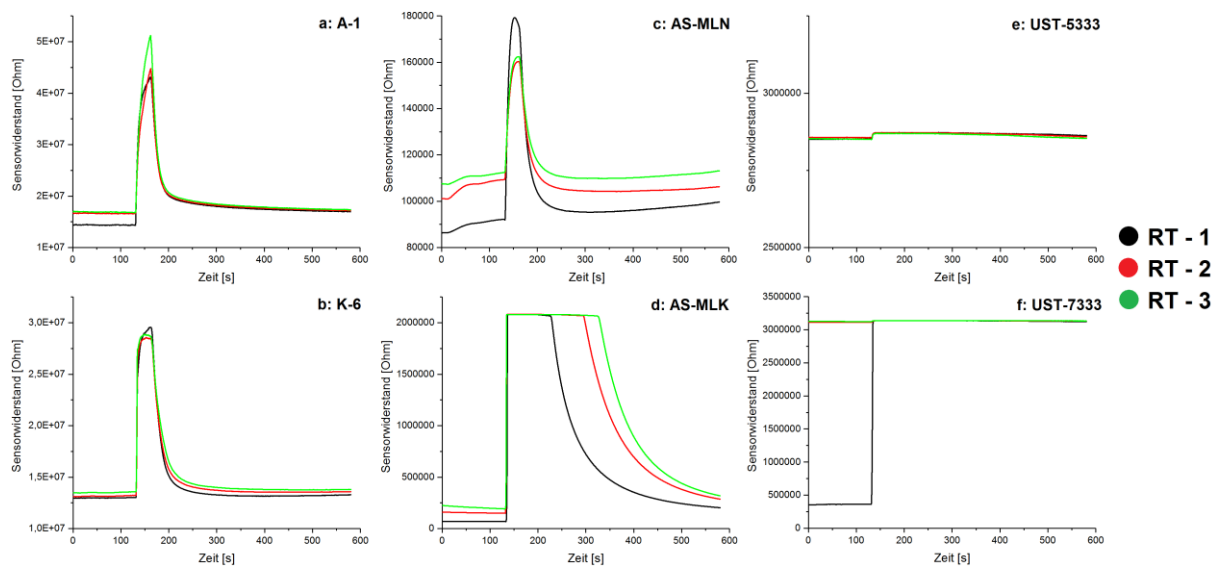 a: A-1
Sensorwiderstand [Ohm]
5E+07
4E+07
3E+07
2E+07
1E+07
0 100 200 300 400 500 600
Zeit [s]
c: AS-MLN
Sensorwiderstand [Ohm]
180000
160000
140000
120000
100000
80000
0 100 200 300 400 500 600
Zeit [s]
e: UST-5333
Sensorwiderstand [Ohm]
3000000
2500000
0 100 200 300 400 500 600
Zeit [s]
RT - 1
RT - 2
RT - 3
b: K-6
Sensorwiderstand [Ohm]
3,0E+07
2,5E+07
2,0E+07
1,5E+07
1,0E+07
0 100 200 300 400 500 600
Zeit [s]
d: AS-MLK
Sensorwiderstand [Ohm]
2000000
1500000
1000000
500000
0
0 100 200 300 400 500 600
Zeit [s]
f: UST-7333
Sensorwiderstand [Ohm]
3500000
3000000
2500000
2000000
1500000
1000000
500000
0
0 100 200 300 400 500 600
Zeit [s]